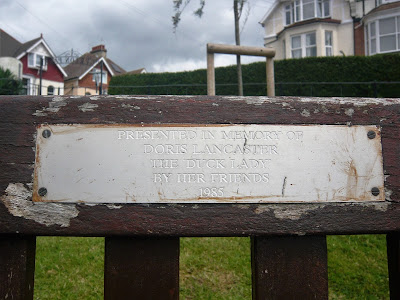 PRESENTED IN MEMORY OF
DORIS LANCASTER
THE 'DUCK LADY'
BY HER FRIENDS
1985